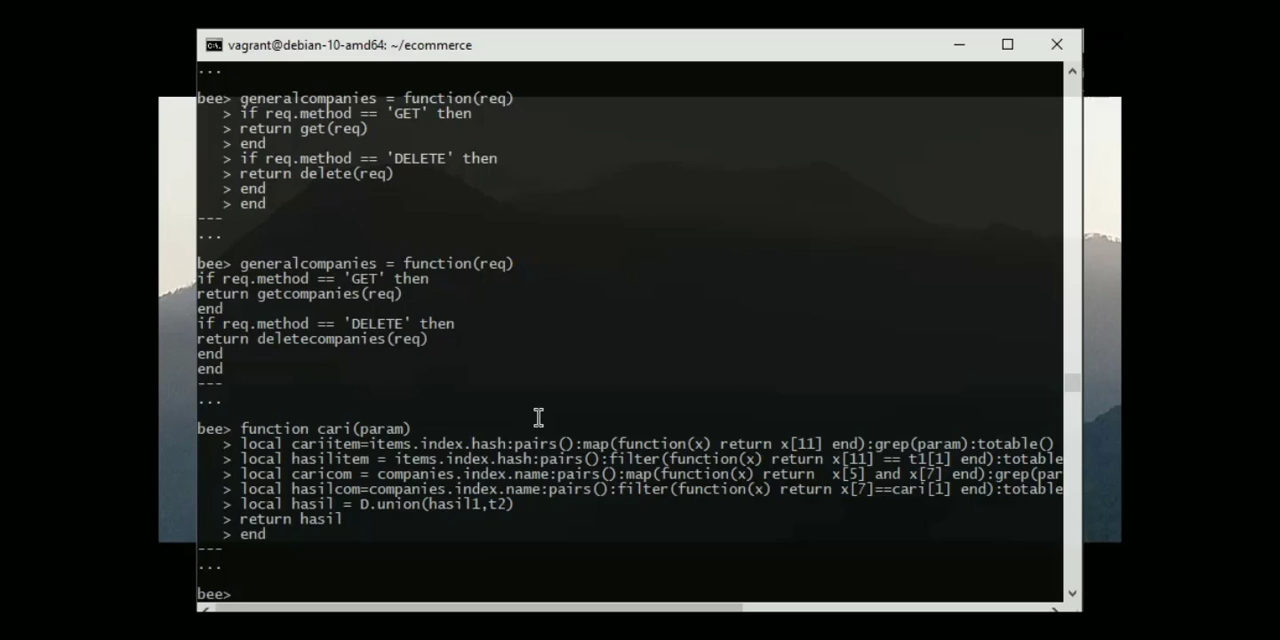 vagrant@debian-10-amd64: ~/ecommerce
...
bee> generalcompanies = function(req)
> if req.method == 'GET' then
> return get(req)
> end
> if req.method == 'DELETE' then
> return delete(req)
> end
> end
---
...
bee> generalcompanies = function(req)
if req.method == 'GET' then
return getcompanies(req)
end
if req.method == 'DELETE' then
return deletecompanies(req)
end
end
---
...
bee> function cari(param)
> local cariitem=items.index.hash:pairs():map(function(x) return x[11] end):grep(param):totable()
> local hasilitem = items.index.hash:pairs():filter(function(x) return x[11] == t1[1] end):totable
> local caricom = companies.index.name:pairs():map(function(x) return  x[5] and x[7] end):grep(par
> local hasilcom=companies.index.name:pairs():filter(function(x) return x[7]==cari[1] end):totable
> local hasil = D.union(hasil1,t2)
> return hasil
> end
---
...
bee>